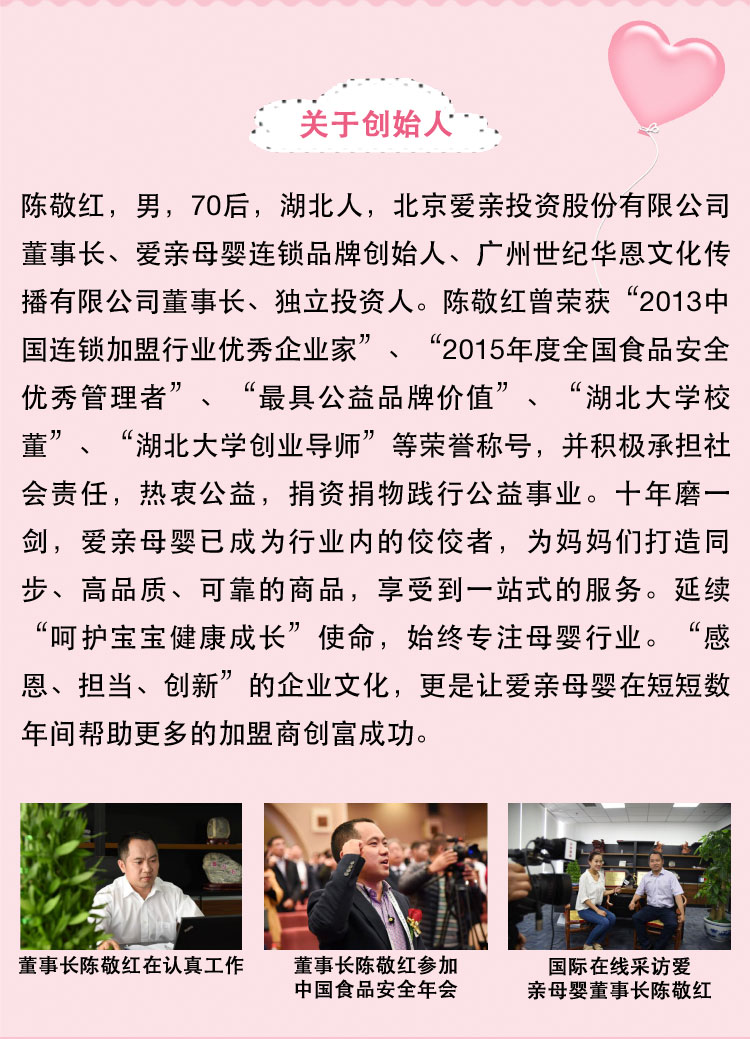 关于创始人
陈敬红，男，70后，湖北人，北京爱亲投资股份有限公司
董事长、爱亲母婴连锁品牌创始人、广州世纪华恩文化传
播有限公司董事长、独立投资人。陈敬红曾荣获“2013中
国连锁加盟行业优秀企业家”、“2015年度全国食品安全
优秀管理者”、“最具公益品牌价值”、“湖北大学校
董”、“湖北大学创业导师”等荣誉称号，并积极承担社
会责任，热衷公益，捐资捐物践行公益事业。十年磨一
剑，爱亲母婴已成为行业内的佼佼者，为妈妈们打造同
步、高品质、可靠的商品，享受到一站式的服务。延续
“呵护宝宝健康成长”使命，始终专注母婴行业。“感
恩、担当、创新”的企业文化，更是让爱亲母婴在短短数
年间帮助更多的加盟商创富成功。
董事长陈敬红在认真工作
董事长陈敬红参加
中国食品安全年会
国际在线采访爱
亲母婴董事长陈敬红